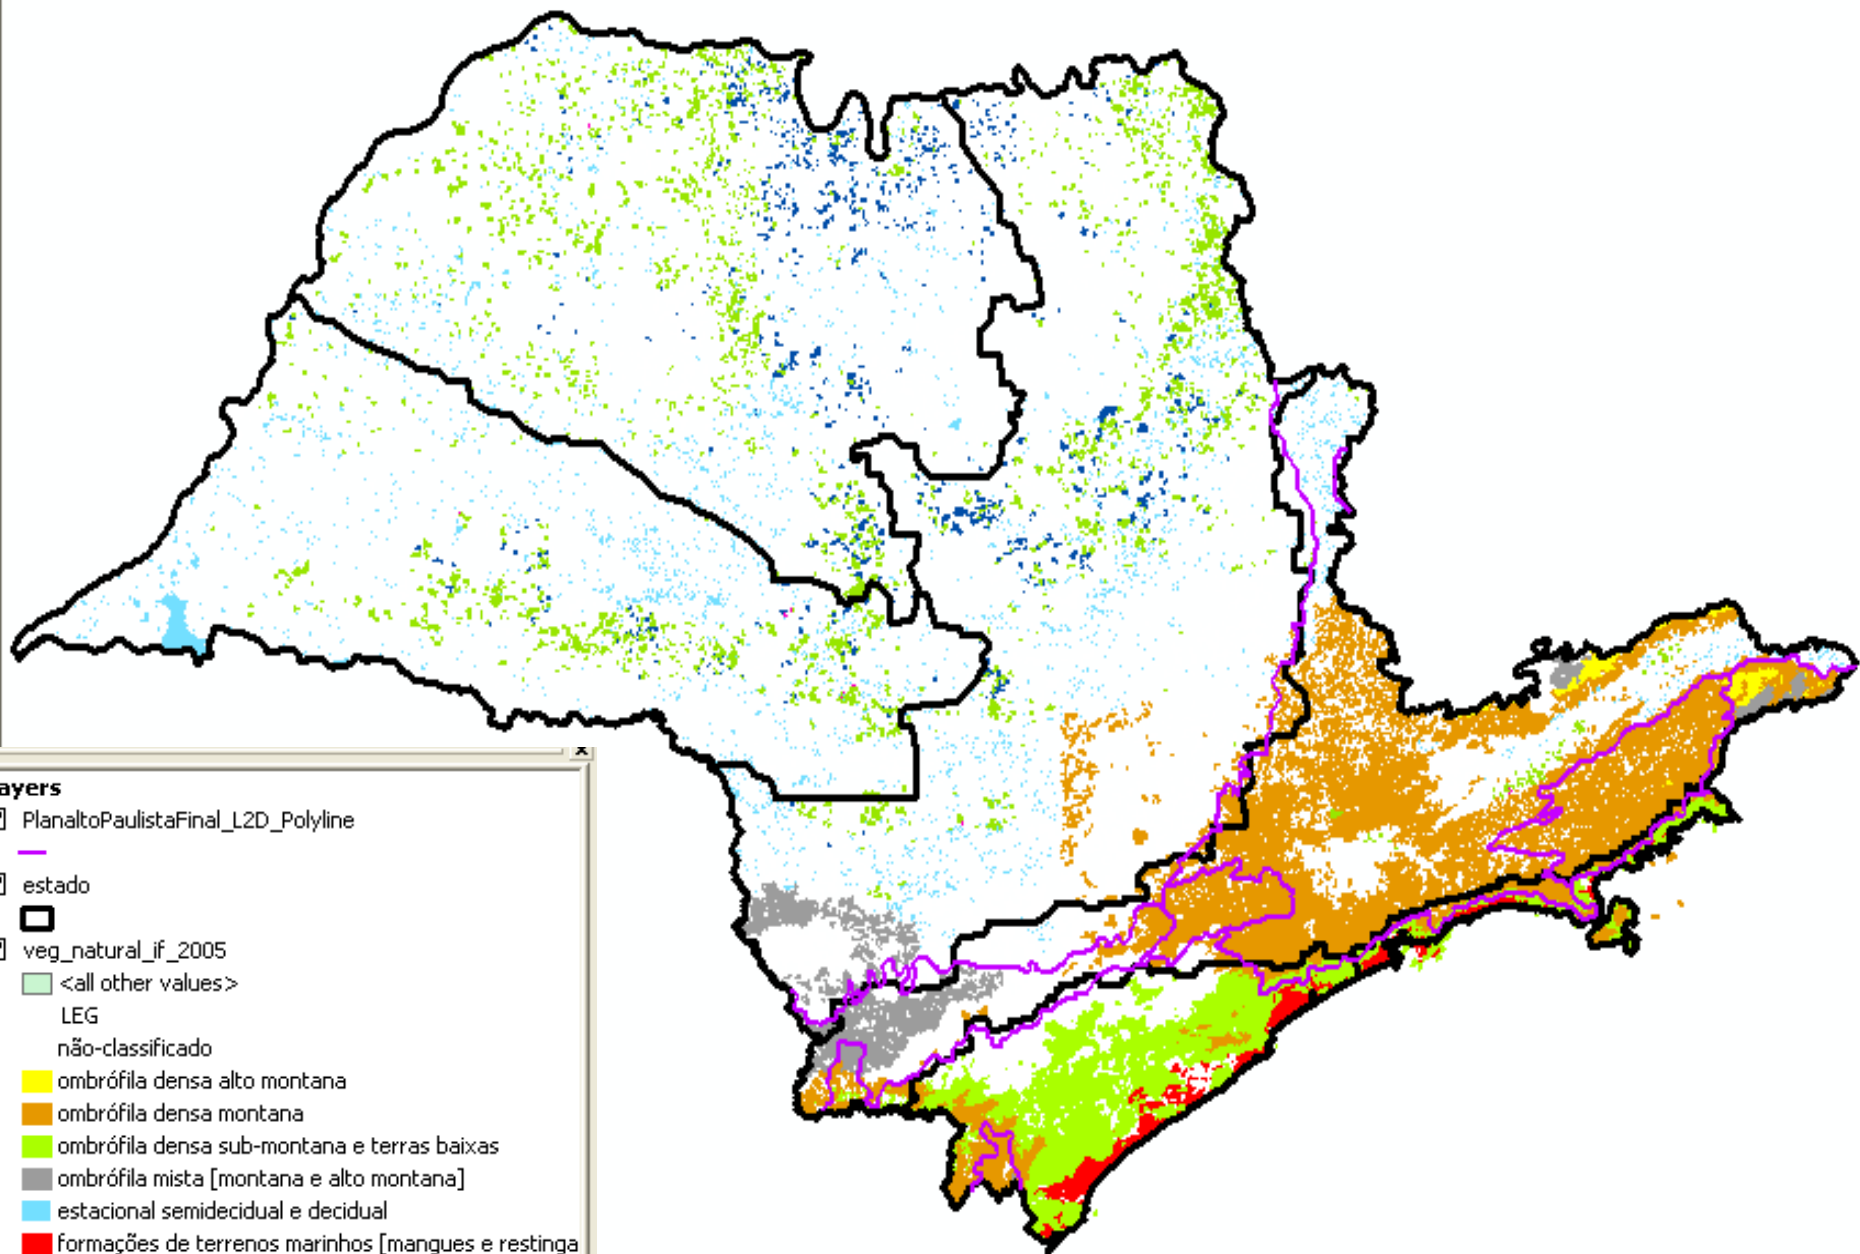 ayers
PlanaltoPaulistaFinal_L2D_Polyline
estado
veg_natural_if_2005
<all other values>
LEG
não-classificado
ombrófila densa alto montana
ombrófila densa montana
ombrófila densa sub-montana e terras baixas
ombrófila mista [montana e alto montana]
estacional semidecidual e decidual
formações de terrenos marinhos [mangues e restinga